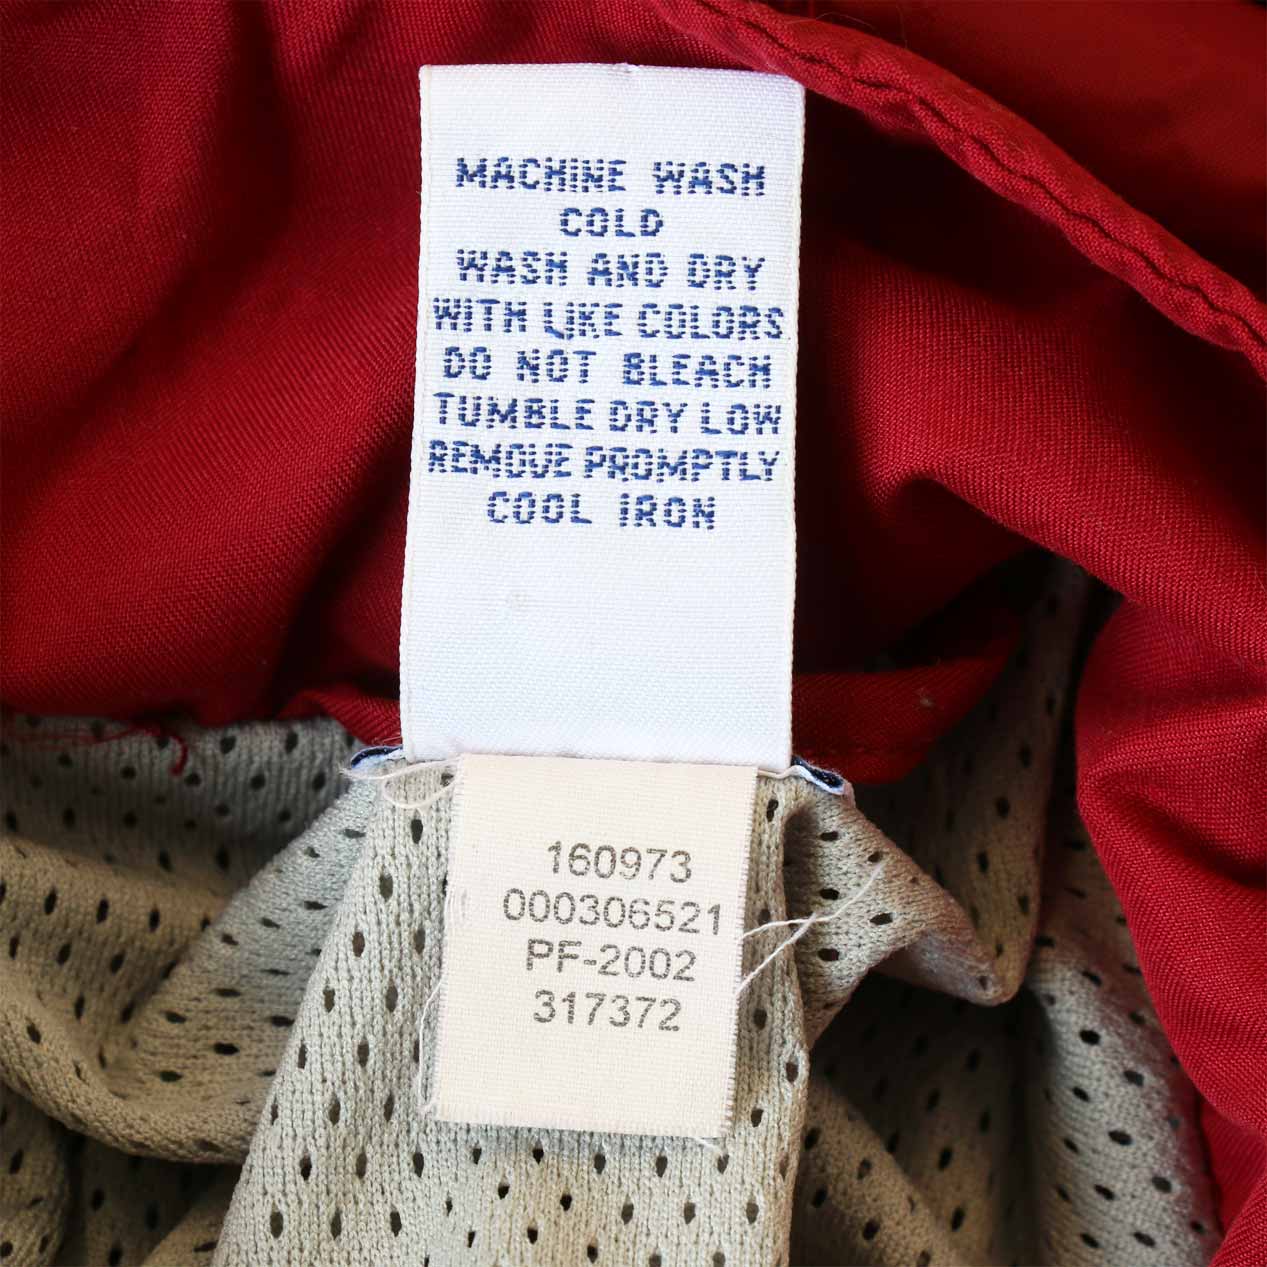 MACHINE WASH
COLD
WASH AND DRY
WITH LIKE COLORS
DO NOT BLEACH
TUMBLE DRY LOW
REMOVE PROMPTLY
COOL IRON
160973
000306521
PF-2002
317372